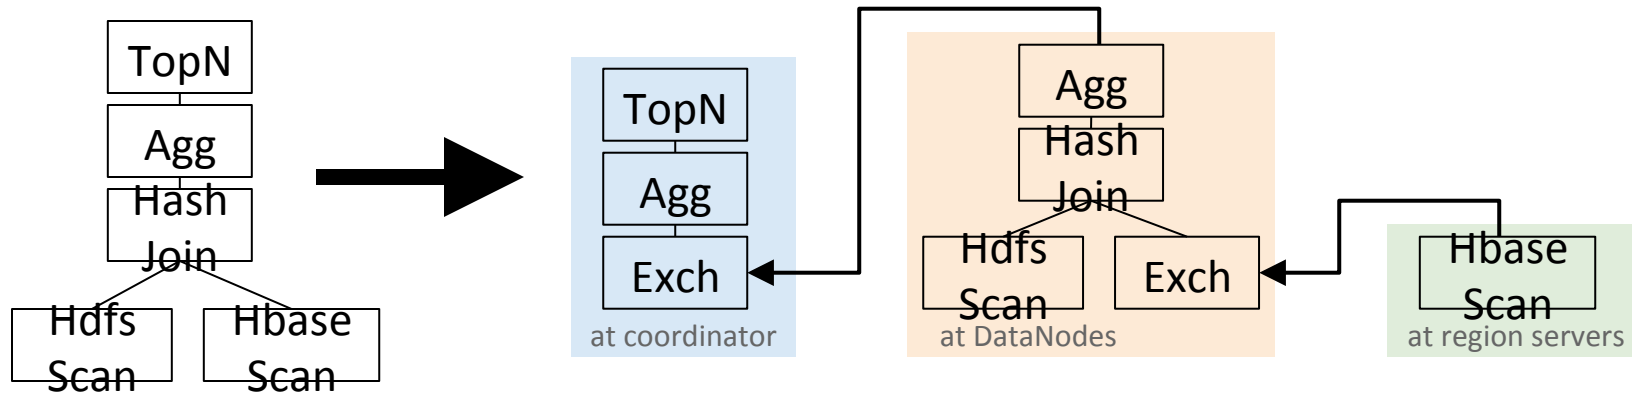 TopN
Agg
Hash
Join
Hdfs
Scan
Hbase
Scan
TopN
Agg
Exch
at coordinator
Agg
Hash
Join
Hdfs
Scan
Exch
at DataNodes
Hbase
Scan
at region servers